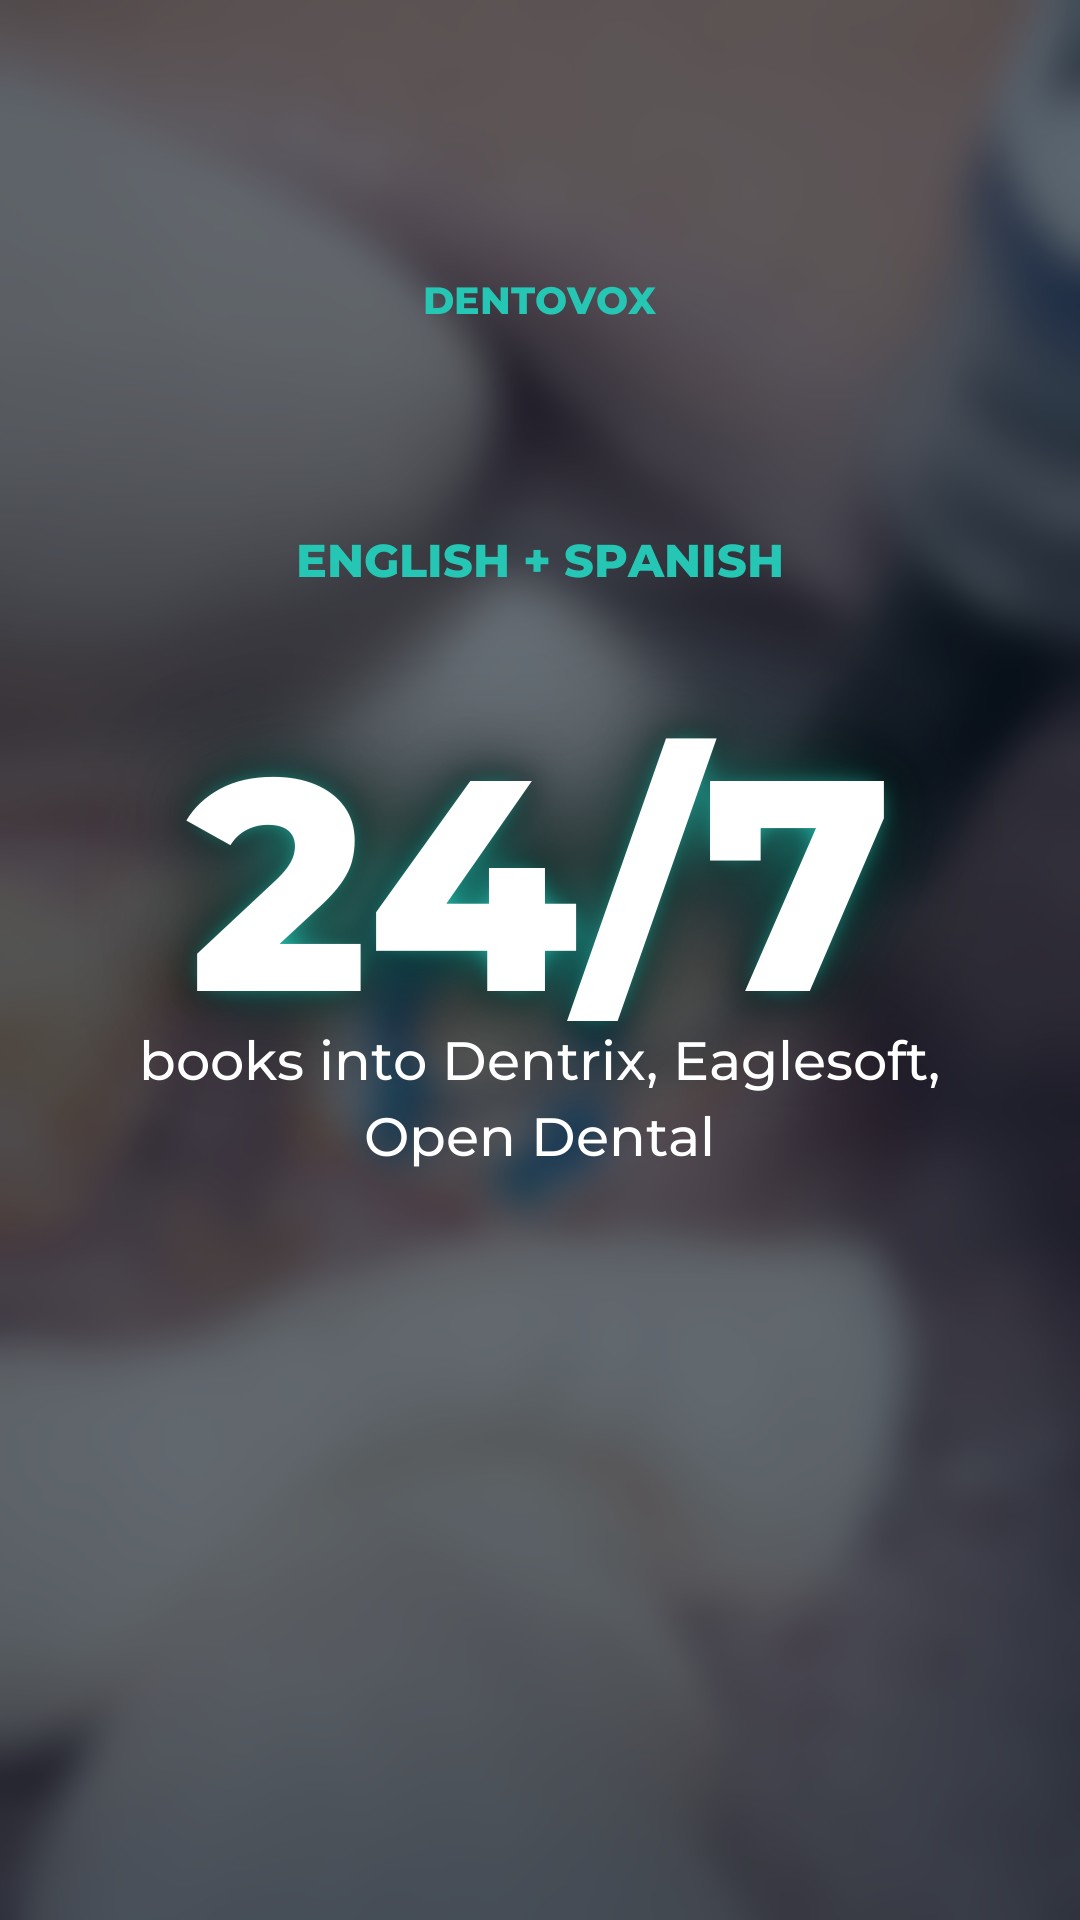 DENTOVOX
ENGLISH + SPANISH
24/7
books into Dentrix, Eaglesoft,
Open Dental